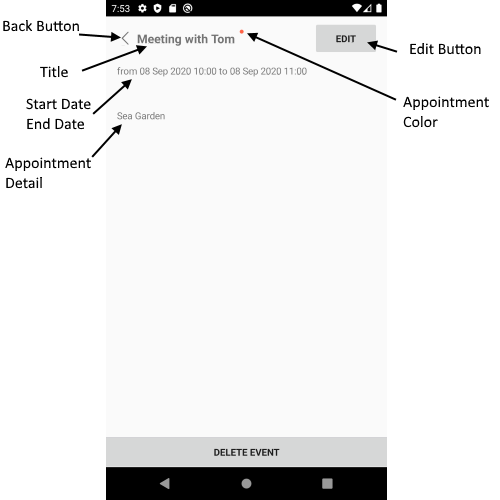 7:53
Back Button
Meeting with Tom
EDIT
Edit Button
Title
from 08 Sep 2020 10:00 to 08 Sep 2020 11:00
Start Date
End Date
Appointment
Color
Sea Garden
Appointment
Detail
DELETE EVENT